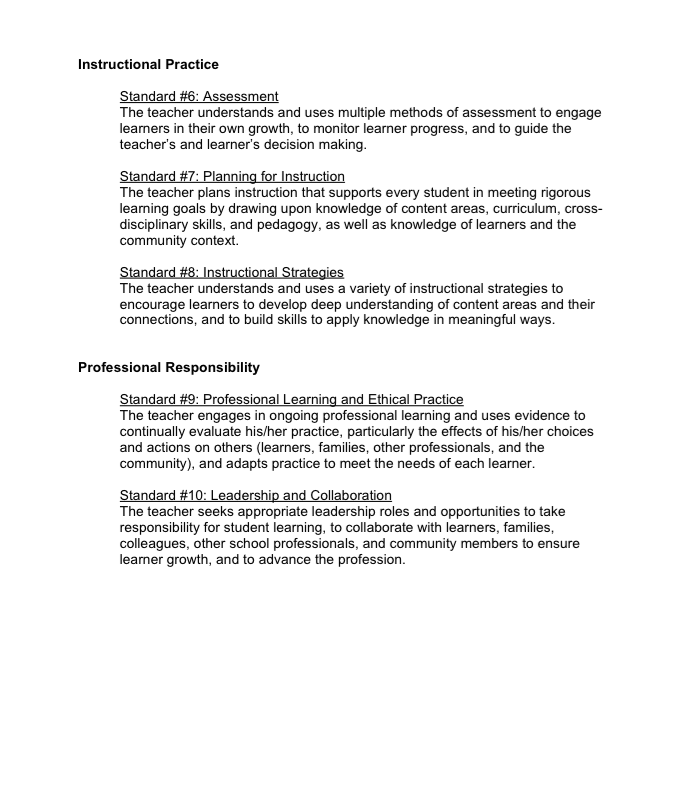 Instructional Practice
Standard #6: Assessment
The teacher understands and uses multiple methods of assessment to engage
learners in their own growth, to monitor learner progress, and to guide the
teacher's and learner's decision making.
Standard #7: Planning for Instruction
The teacher plans instruction that supports every student in meeting rigorous
learning goals by drawing upon knowledge of content areas, curriculum, cross-
disciplinary skills, and pedagogy, as well as knowledge of learners and the
community context.
Standard #8: Instructional Strategies
The teacher understands and uses a variety of instructional strategies to
encourage learners to develop deep understanding of content areas and their
connections, and to build skills to apply knowledge in meaningful ways.
Professional Responsibility
Standard #9: Professional Learning and Ethical Practice
The teacher engages in ongoing professional learning and uses evidence to
continually evaluate his/her practice, particularly the effects of his/her choices
and actions on others (learners, families, other professionals, and the
community), and adapts practice to meet the needs of each learner.
Standard #10: Leadership and Collaboration
The teacher seeks appropriate leadership roles and opportunities to take
responsibility for student learning, to collaborate with learners, families,
colleagues, other school professionals, and community members to ensure
learner growth, and to advance the profession.